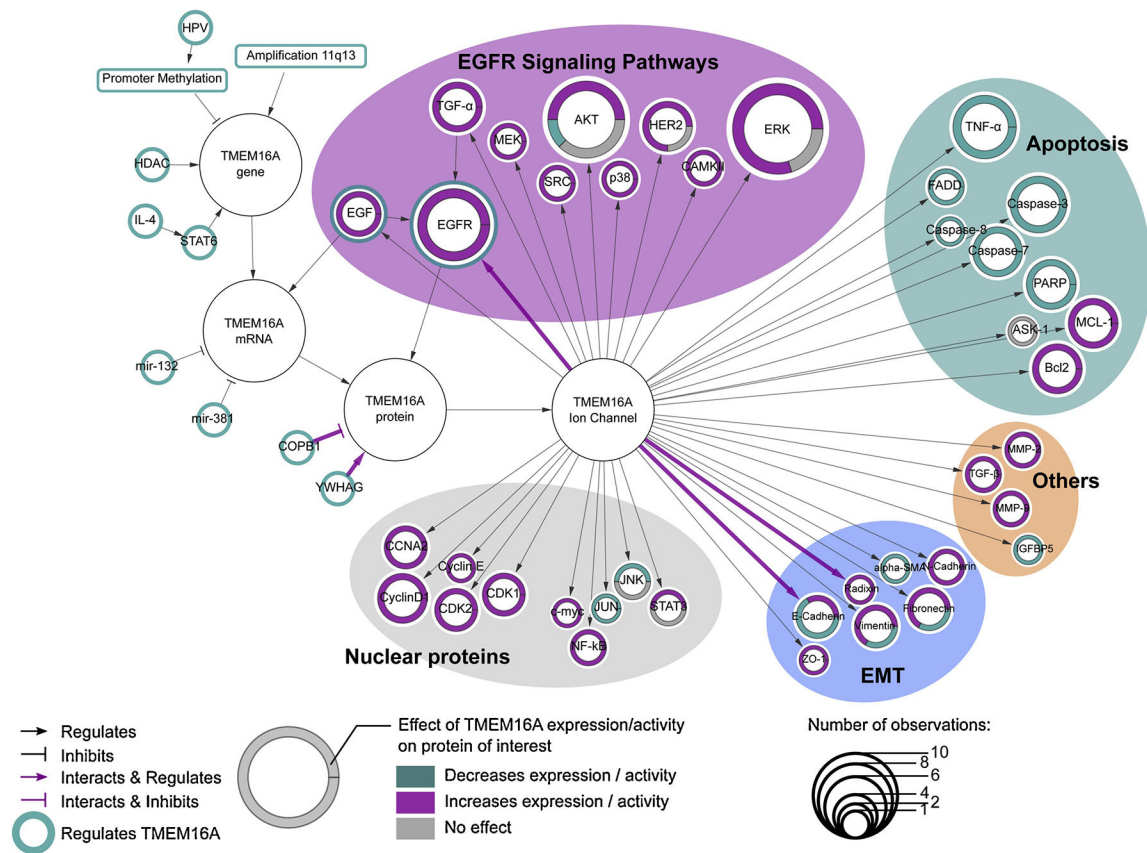 HPV
Amplification 11q13
Promoter Methylation
TMEM16A
gene
HDAC
IL-4
STAT6
TMEM16A
mRNA
mir-132
mir-381
TMEM16A
protein
COPB1
YWHAG
TMEM16A
Ion Channel
EGFR Signaling Pathways
TGF-α
MEK
AKT
HER2
ERK
SRC
p38
CAMKII
EGF
EGFR
Apoptosis
TNF-α
FADD
Caspase-3
Caspase-8
Caspase-7
PARP
ASK-1
MCL-1
Bcl2
Others
MMP-2
TGF-β
MMP-9
IGFBP5
EMT
alpha-SMA
N-Cadherin
Radixin
E-Cadherin
Vimentin
Fibronectin
ZO-1
Nuclear proteins
CCNA2
Cyclin E
CyclinD1
CDK2
CDK1
c-myc
JUN
JNK
STAT3
NF-kB
Regulates
Inhibits
Interacts & Regulates
Interacts & Inhibits
Regulates TMEM16A
Effect of TMEM16A expression/activity
on protein of interest
Decreases expression / activity
Increases expression / activity
No effect
Number of observations:
10
8
6
4
2
1